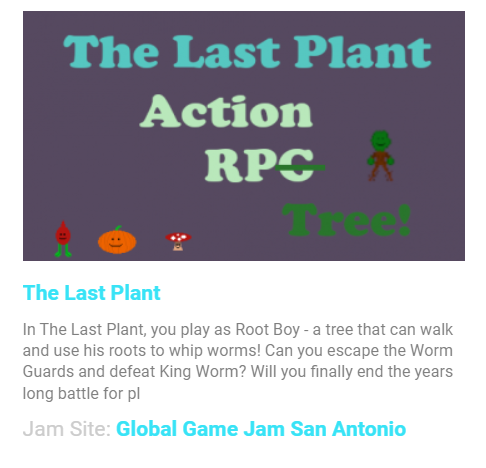 The Last Plant
Action
RPG
Tree!
The Last Plant
In The Last Plant, you play as Root Boy - a tree that can walk
and use his roots to whip worms! Can you escape the Worm
Guards and defeat King Worm? Will you finally end the years
long battle for pl
Jam Site: Global Game Jam San Antonio